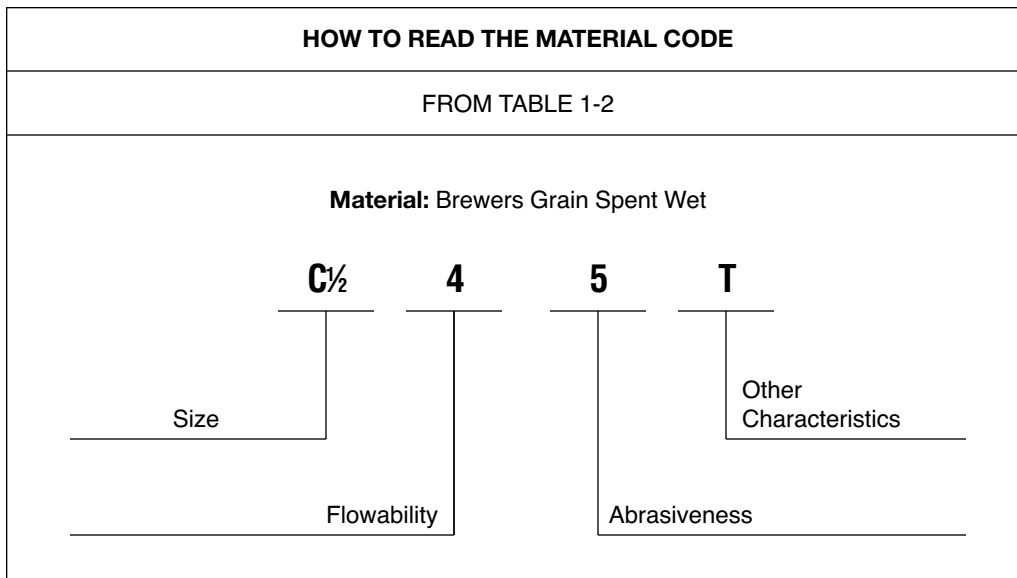 HOW TO READ THE MATERIAL CODE
FROM TABLE 1-2
Material: Brewers Grain Spent Wet
C½ 4 5 T
Size
Other
Characteristics
Flowability
Abrasiveness